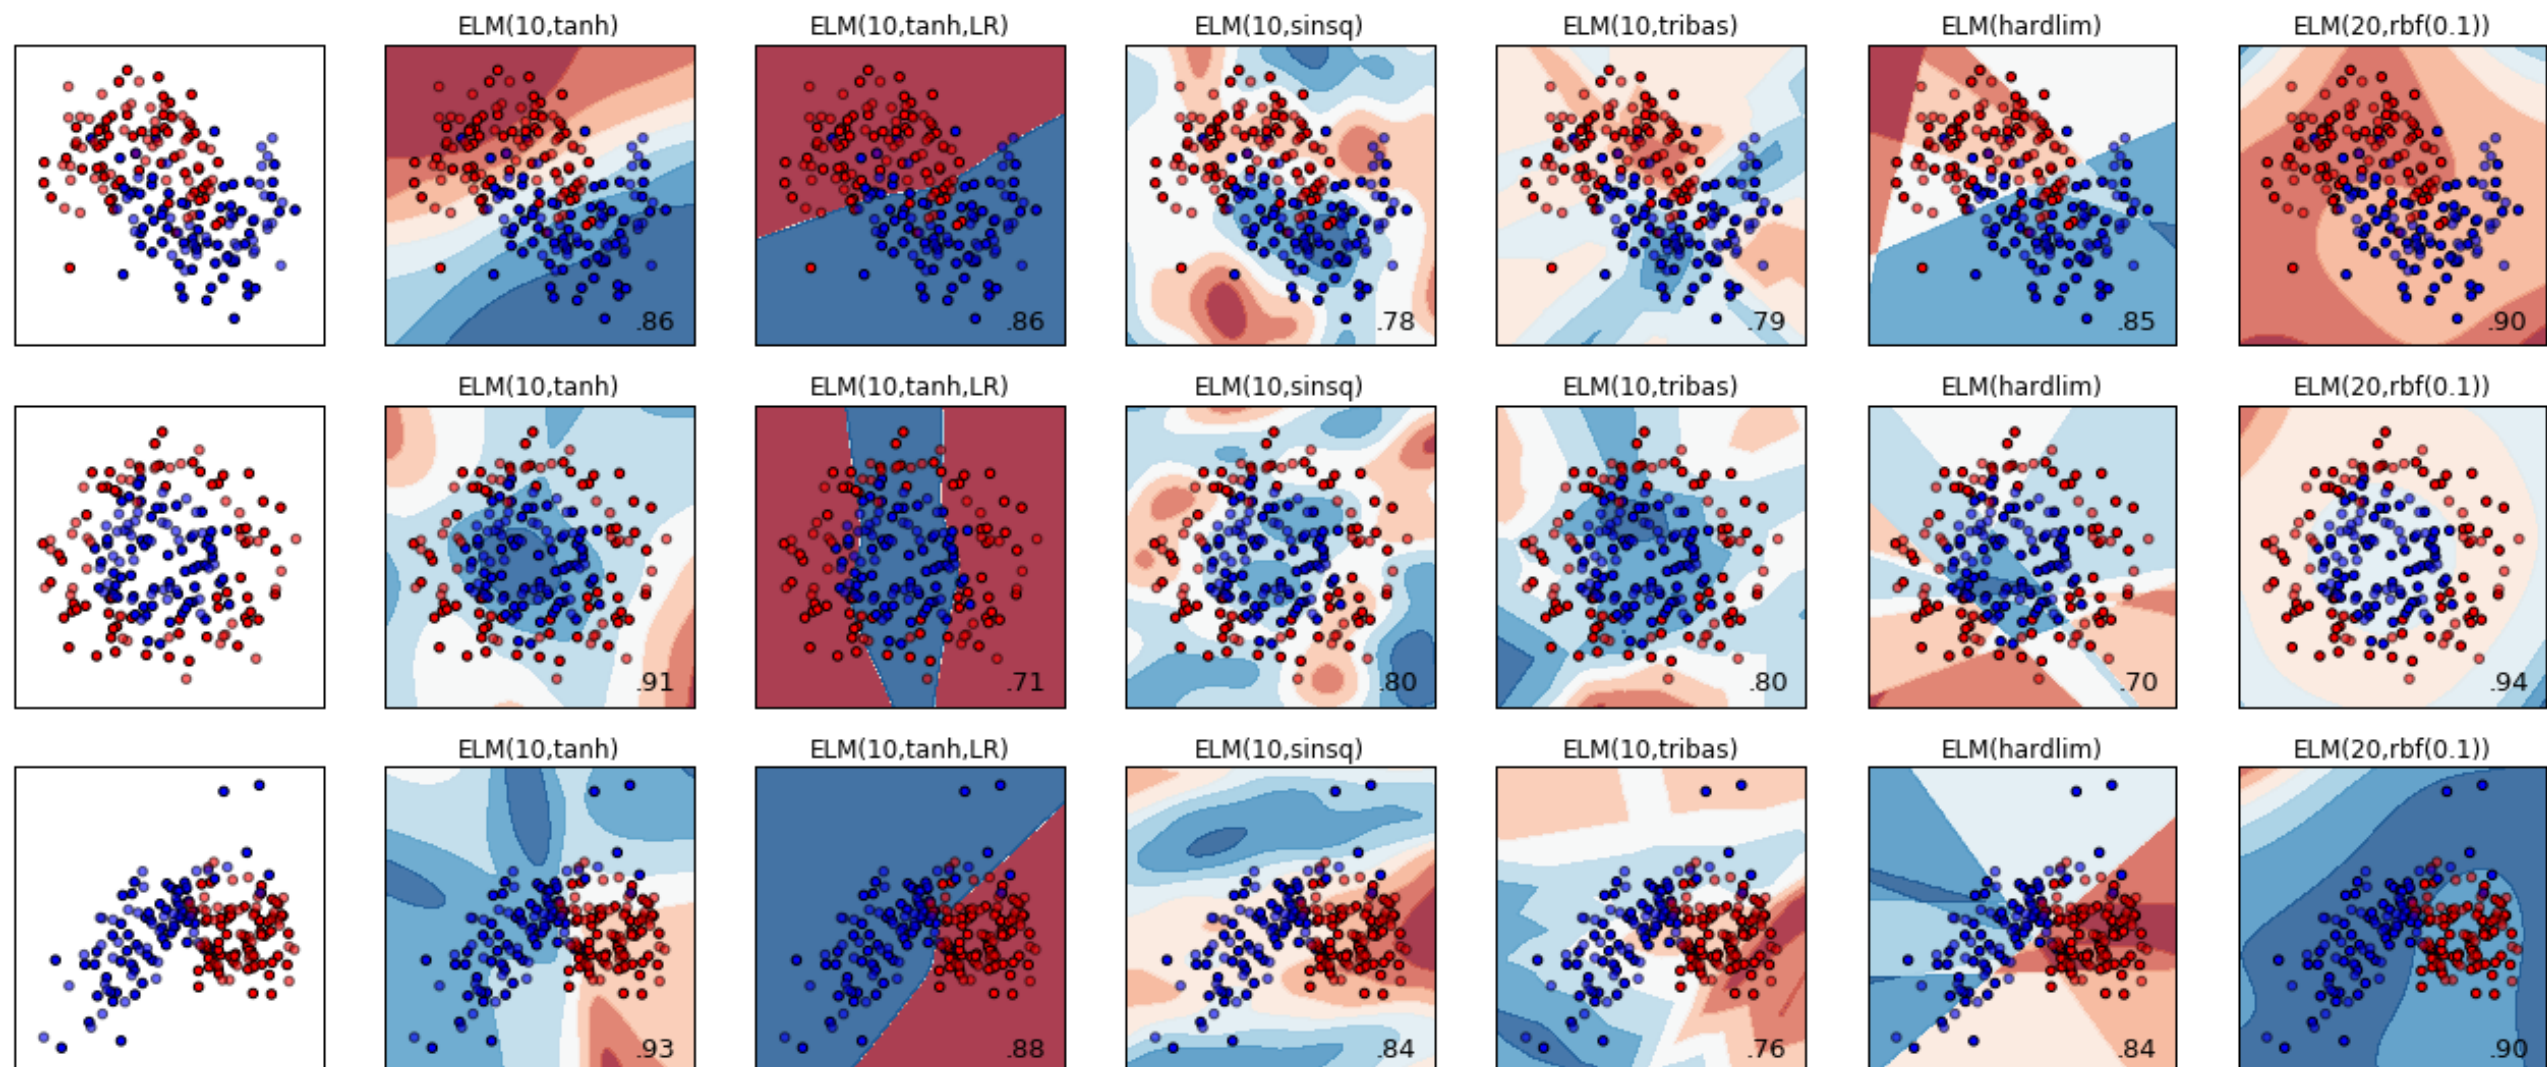 ELM(10,tanh) ELM(10,tanh,LR) ELM(10,sinsq) ELM(10,tribas) ELM(hardlim) ELM(20,rbf(0.1))
.86 .86 .78 .79 .85 .90
ELM(10,tanh) ELM(10,tanh,LR) ELM(10,sinsq) ELM(10,tribas) ELM(hardlim) ELM(20,rbf(0.1))
.91 .71 .80 .80 .70 .94
ELM(10,tanh) ELM(10,tanh,LR) ELM(10,sinsq) ELM(10,tribas) ELM(hardlim) ELM(20,rbf(0.1))
.93 .88 .84 .76 .84 .90